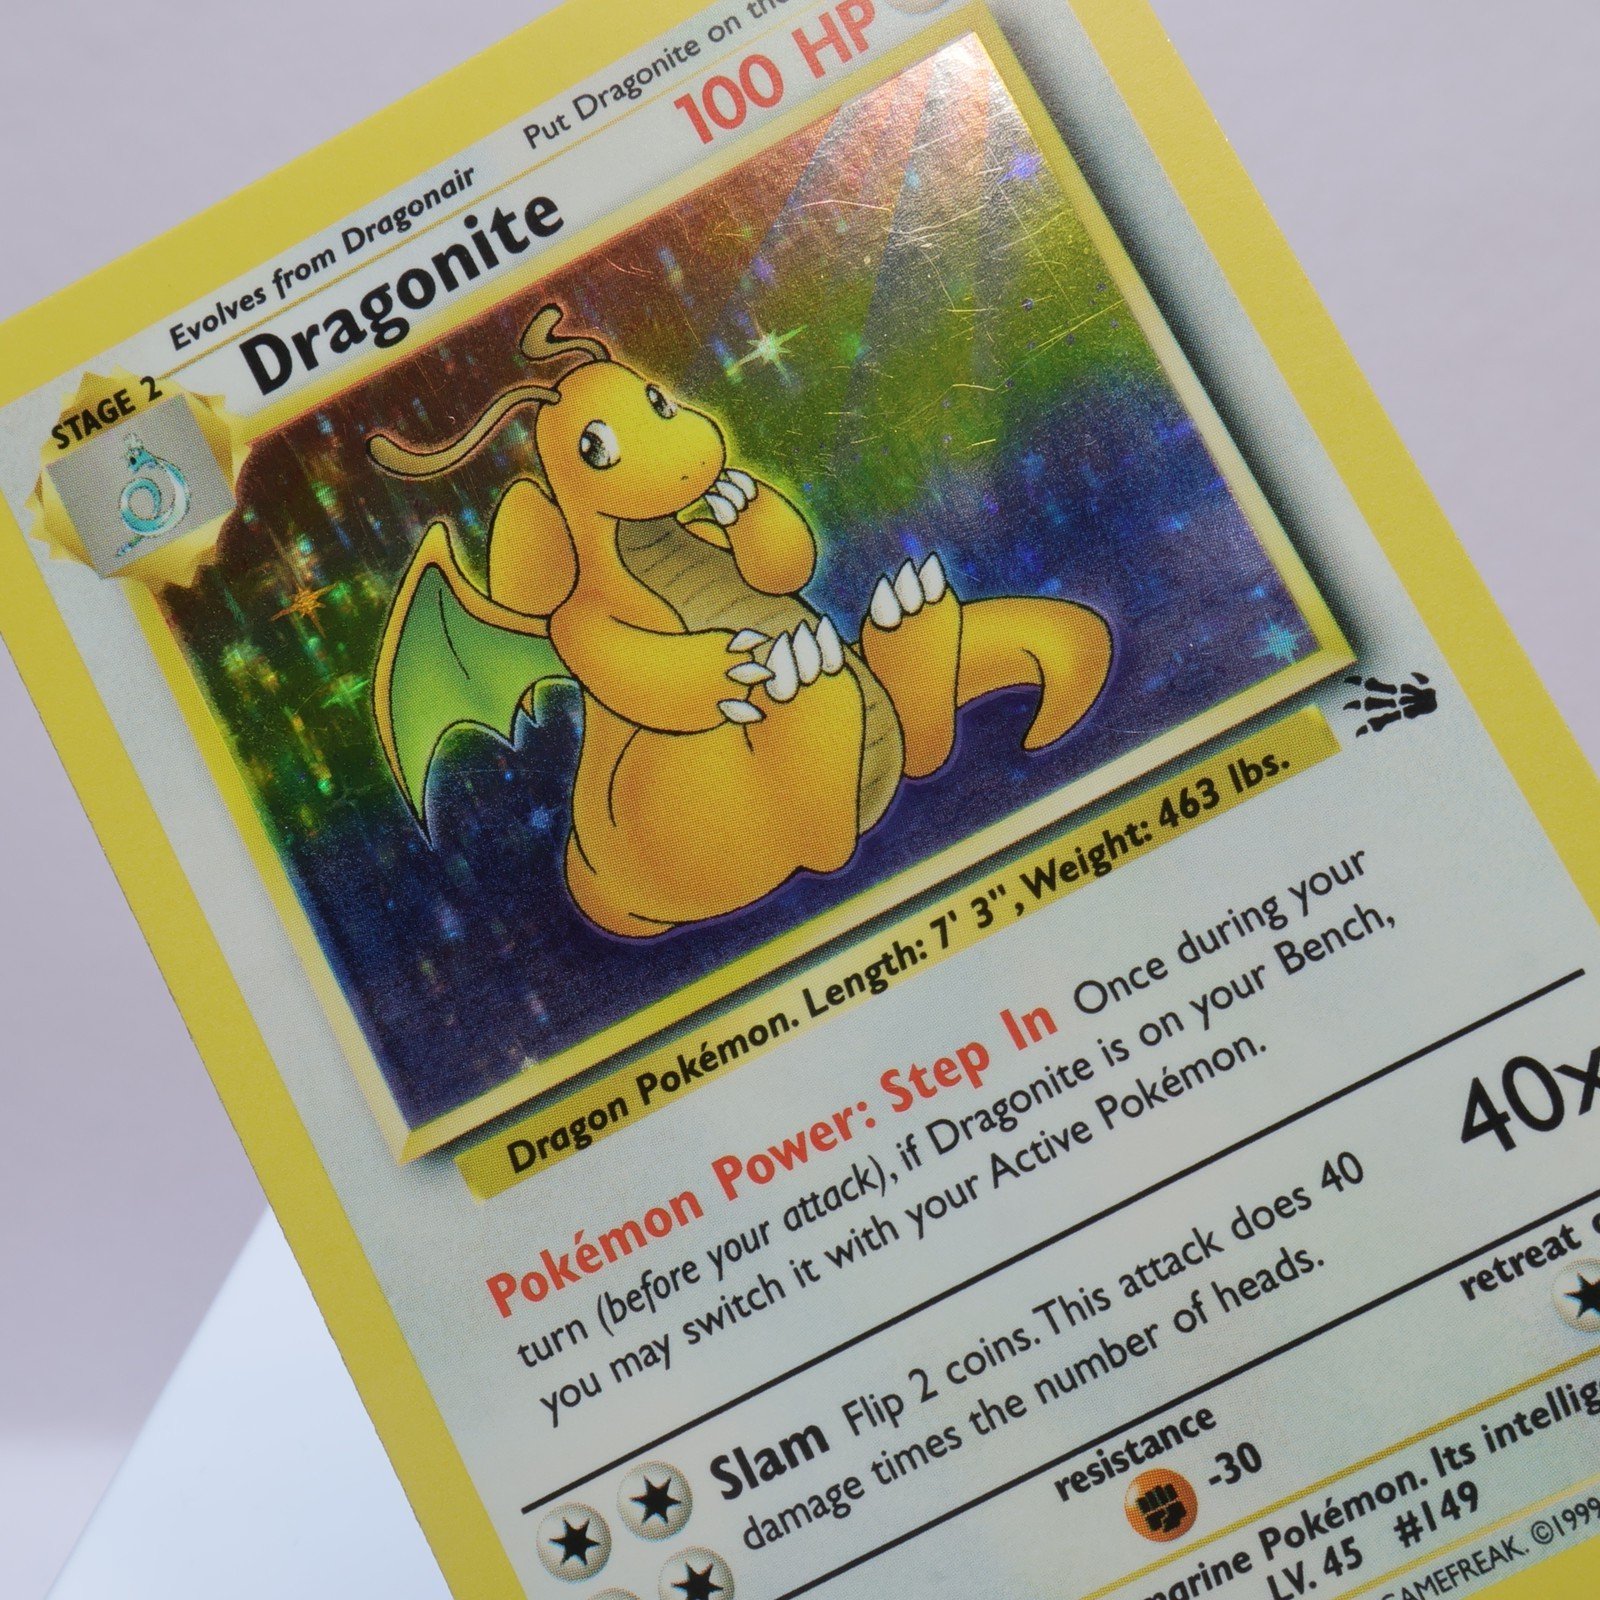 STAGE 2
Evolves from Dragonair
Put Dragonite on the
Dragonite
100 HP
Dragon Pokémon. Length: 7' 3", Weight: 463 lbs.
Pokémon Power: Step In Once during your
turn (before your attack), if Dragonite is on your Bench,
you may switch it with your Active Pokémon.
Slam Flip 2 coins. This attack does 40
damage times the number of heads.
40x
resistance
-30
retreat
Pokémon. Its
LV. 45 #149
GAMEFREAK. ©1999